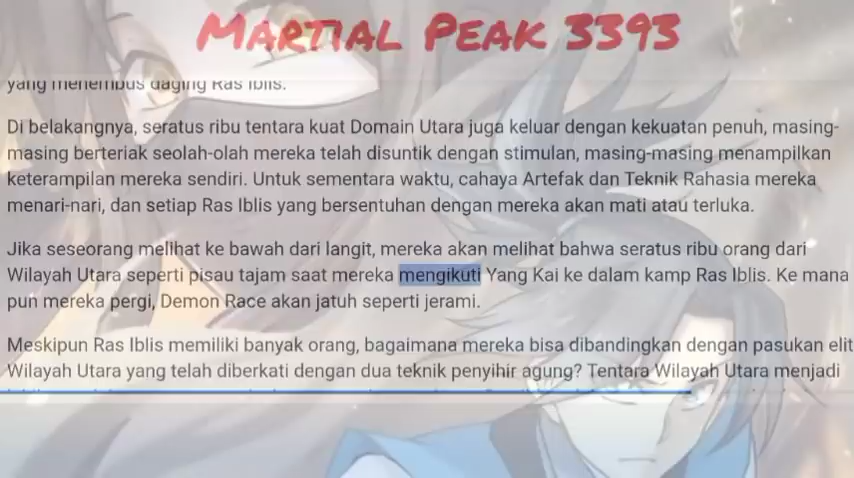 MARTIAL PEAK 3393
yang menembus daging Ras Iblis.
Di belakangnya, seratus ribu tentara kuat Domain Utara juga keluar dengan kekuatan penuh, masing-
masing berteriak seolah-olah mereka telah disuntik dengan stimulan, masing-masing menampilkan
keterampilan mereka sendiri. Untuk sementara waktu, cahaya Artefak dan Teknik Rahasia mereka
menari-nari, dan setiap Ras Iblis yang bersentuhan dengan mereka akan mati atau terluka.
Jika seseorang melihat ke bawah dari langit, mereka akan melihat bahwa seratus ribu orang dari
Wilayah Utara seperti pisau tajam saat mereka mengikuti Yang Kai ke dalam kamp Ras Iblis. Ke mana
pun mereka pergi, Demon Race akan jatuh seperti jerami.
Meskipun Ras Iblis memiliki banyak orang, bagaimana mereka bisa dibandingkan dengan pasukan elit
Wilayah Utara yang telah diberkati dengan dua teknik penyihir agung? Tentara Wilayah Utara menjadi